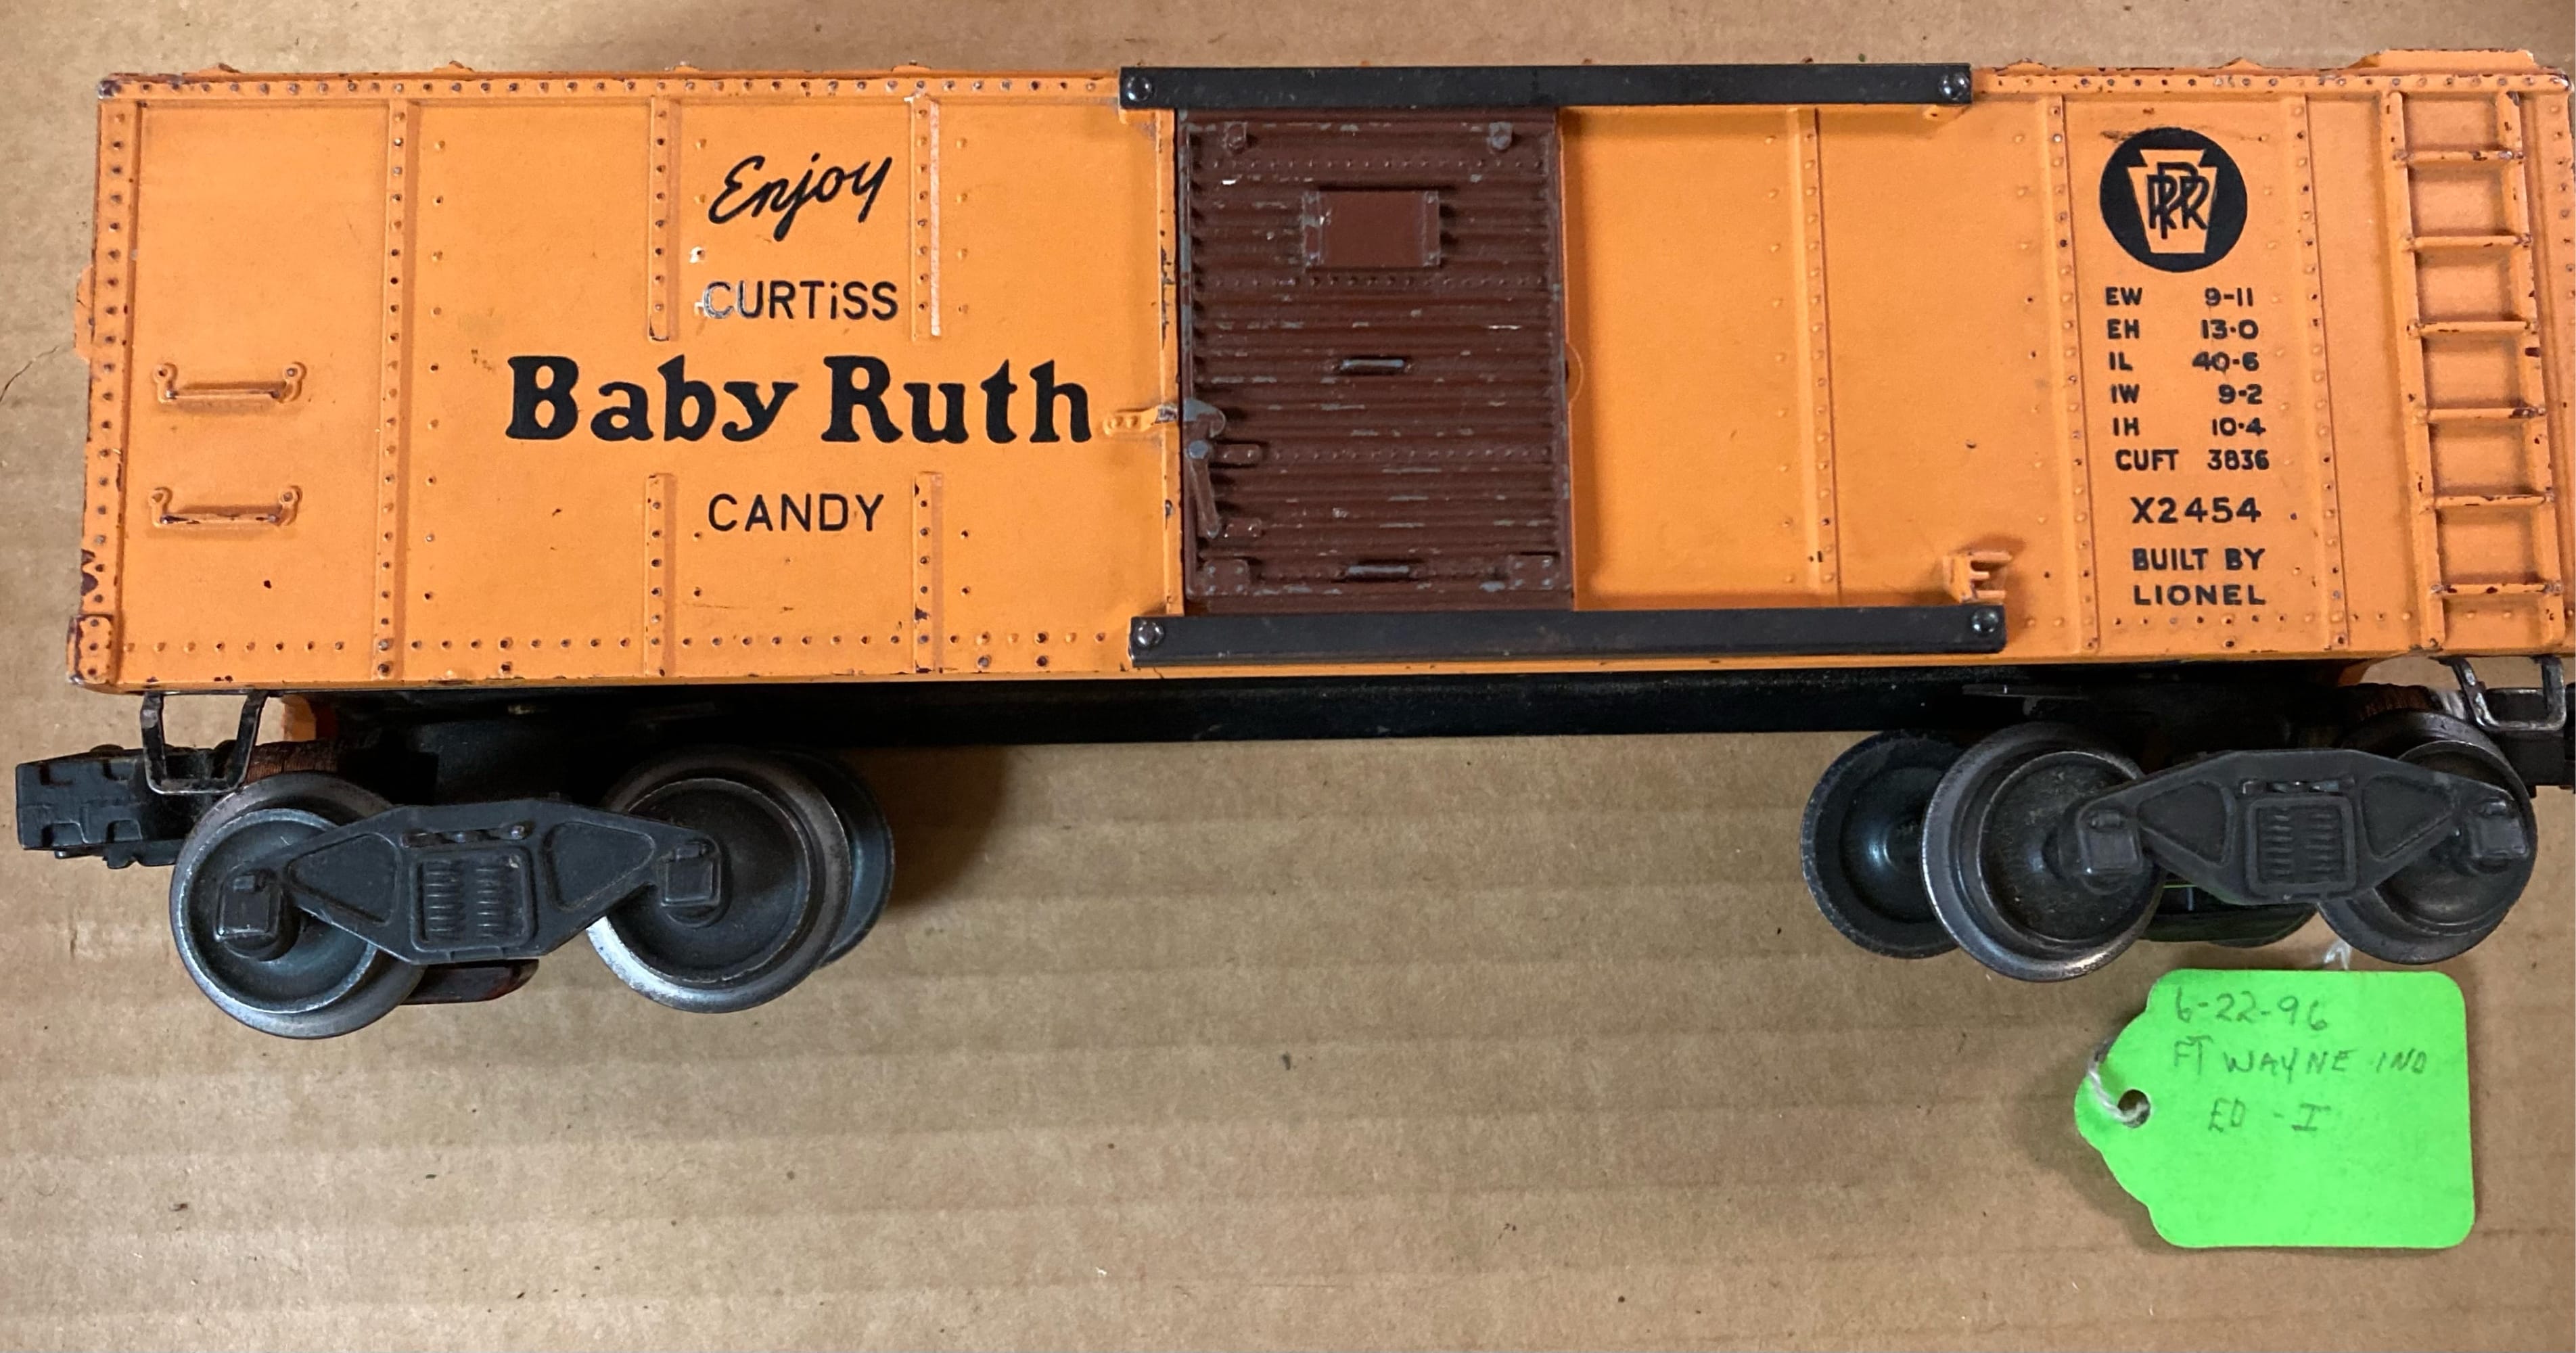 Enjoy
CURTiSS
Baby Ruth
CANDY
PRR
EW 9-11
EH 13-0
IL 40-6
IW 9-2
IH 10-4
CUFT 3836
X2454
BUILT BY
LIONEL
6-22-96
FT WAYNE IND
ED - I